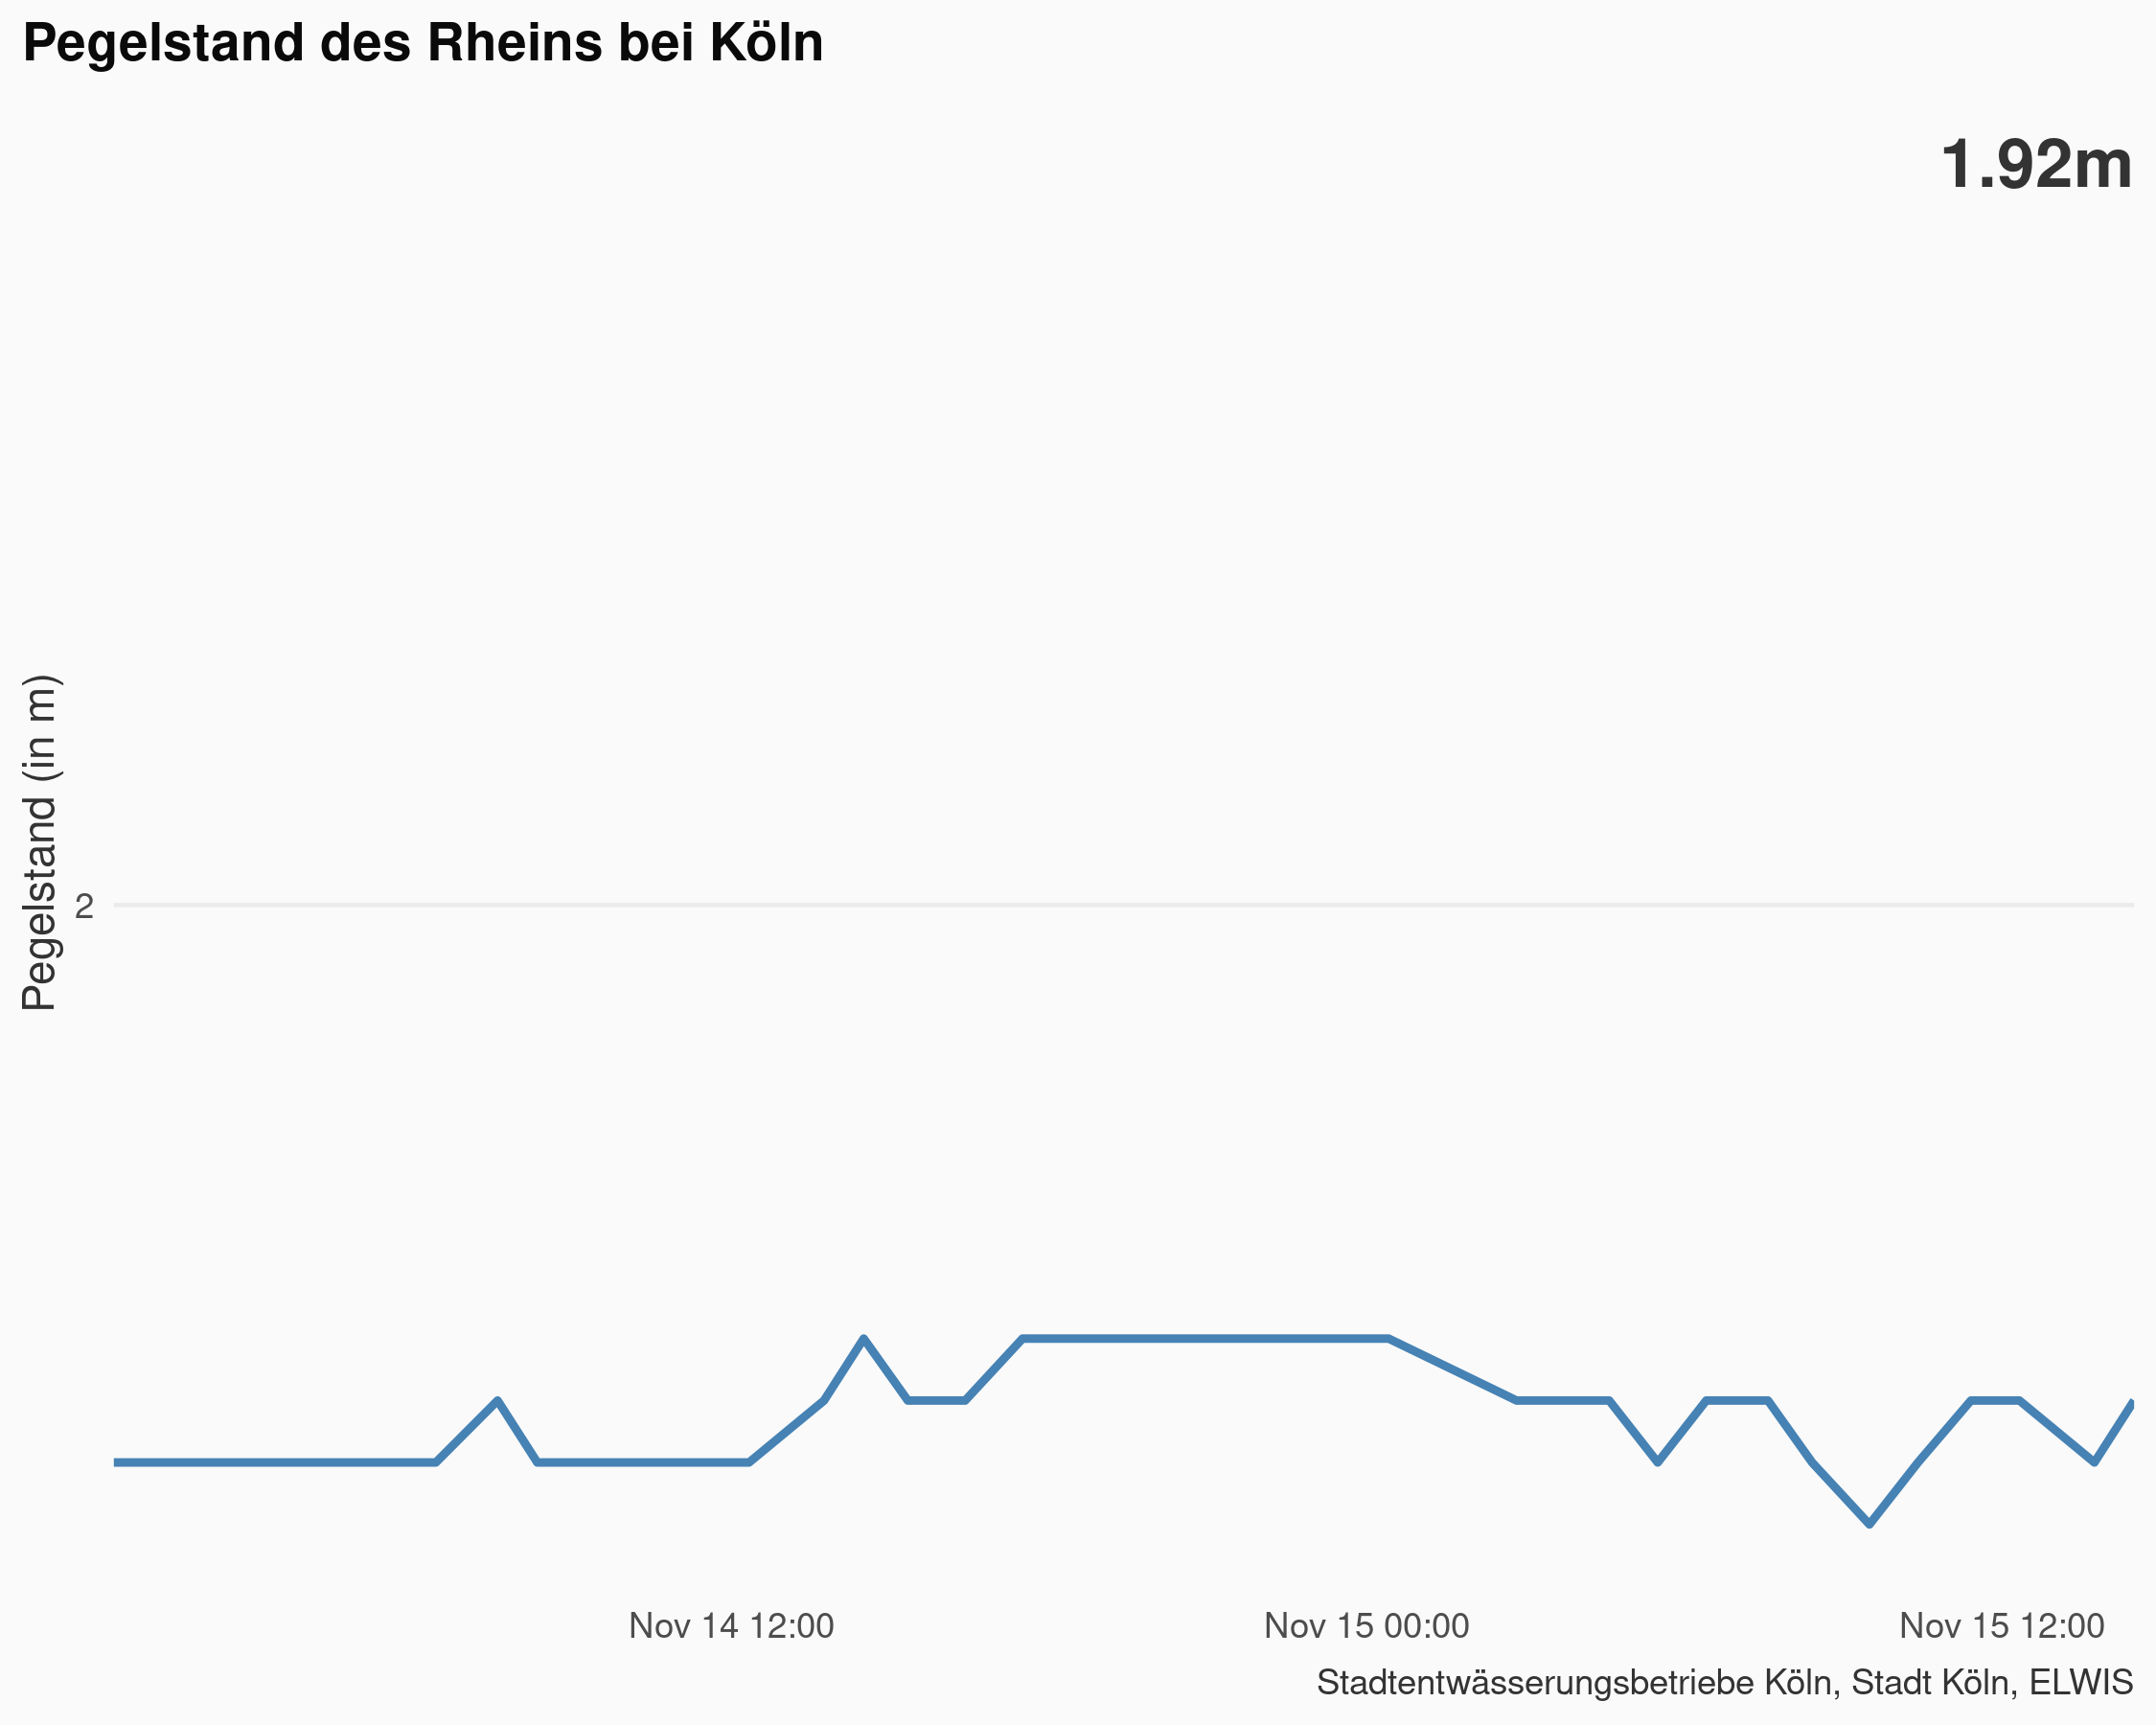 Pegelstand des Rheins bei Köln
1.92m
Pegelstand (in m)
2
Nov 14 12:00
Nov 15 00:00
Nov 15 12:00
Stadtentwässerungsbetriebe Köln, Stadt Köln, ELWIS